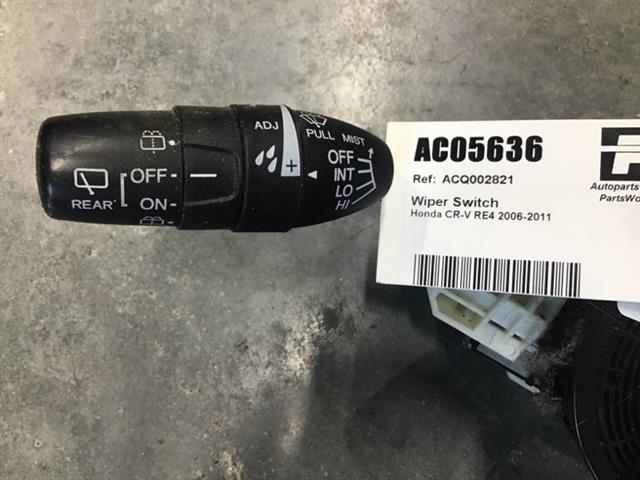 ADJ
PULL MIST
OFF
INT
LO
HI
+
OFF
REAR
ON
AC05636
Ref: ACQ002821
Autoparts
PartsWo
Wiper Switch
Honda CR-V RE4 2006-2011